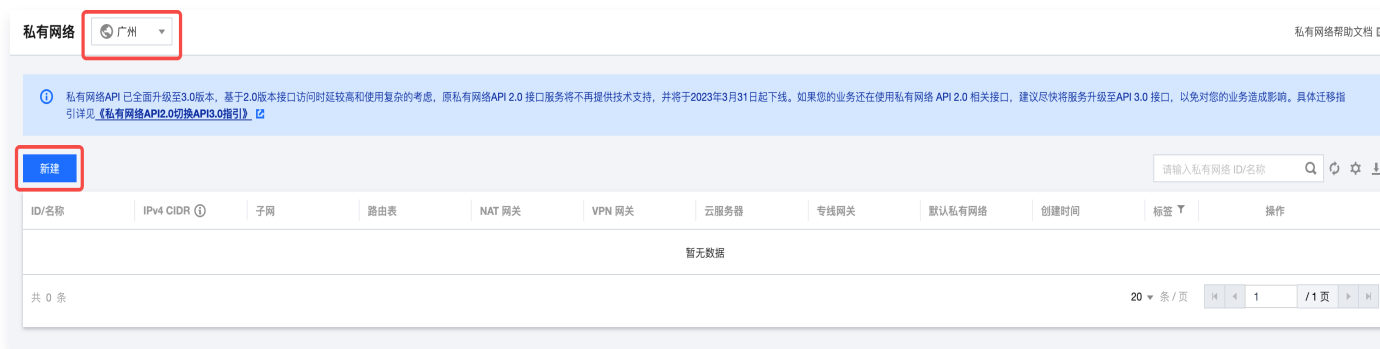 私有网络 广州 私有网络帮助文档
私有网络API 已全面升级至3.0版本，基于2.0版本接口访问时延较高和使用复杂的考虑，原私有网络API 2.0 接口服务将不再提供技术支持，并将于2023年3月31日起下线。如果您的业务还在使用私有网络 API 2.0 相关接口，建议尽快将服务升级至API 3.0 接口，以免对您的业务造成影响。具体迁移指
引详见《私有网络API2.0切换API3.0指引》
新建 请输入私有网络 ID/名称
ID/名称 IPv4 CIDR 子网 路由表 NAT 网关 VPN 网关 云服务器 专线网关 默认私有网络 创建时间 标签 操作
暂无数据
共 0 条 20 条 / 页 1 / 1 页